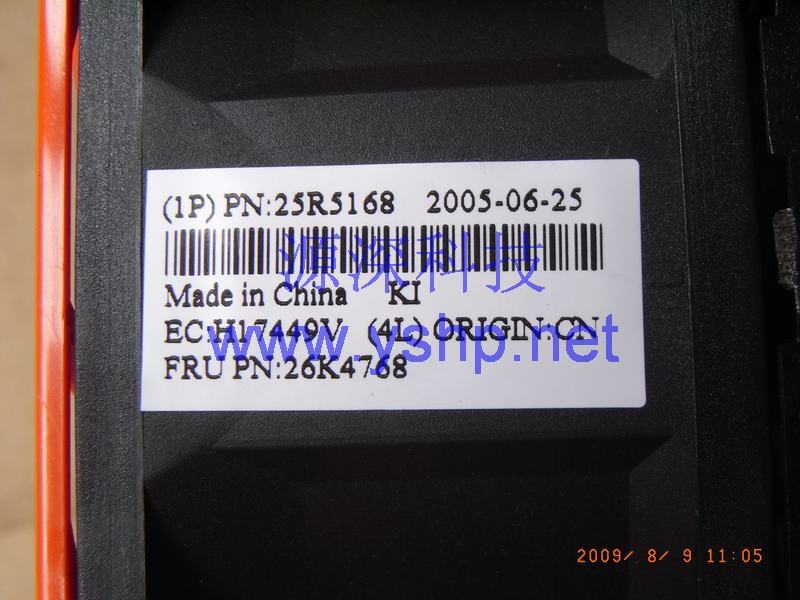 (1P) PN:25R5168 2005-06-25
源深科技
Made in China KI
EC:H17449V (4L) ORIGIN:CN
www.yshp.net
FRU PN:26K4768
2009/ 8/ 9 11:05